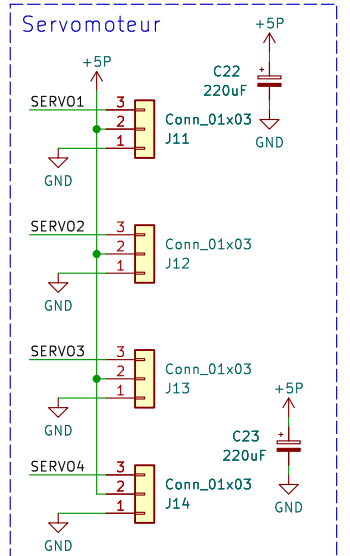 Servomoteur
+5P
C22
220uF
GND
+5P
SERVO1
3
2
1
Conn_01x03
J11
GND
SERVO2
3
2
1
Conn_01x03
J12
GND
SERVO3
3
2
1
Conn_01x03
J13
GND
+5P
C23
220uF
GND
SERVO4
3
2
1
Conn_01x03
J14
GND